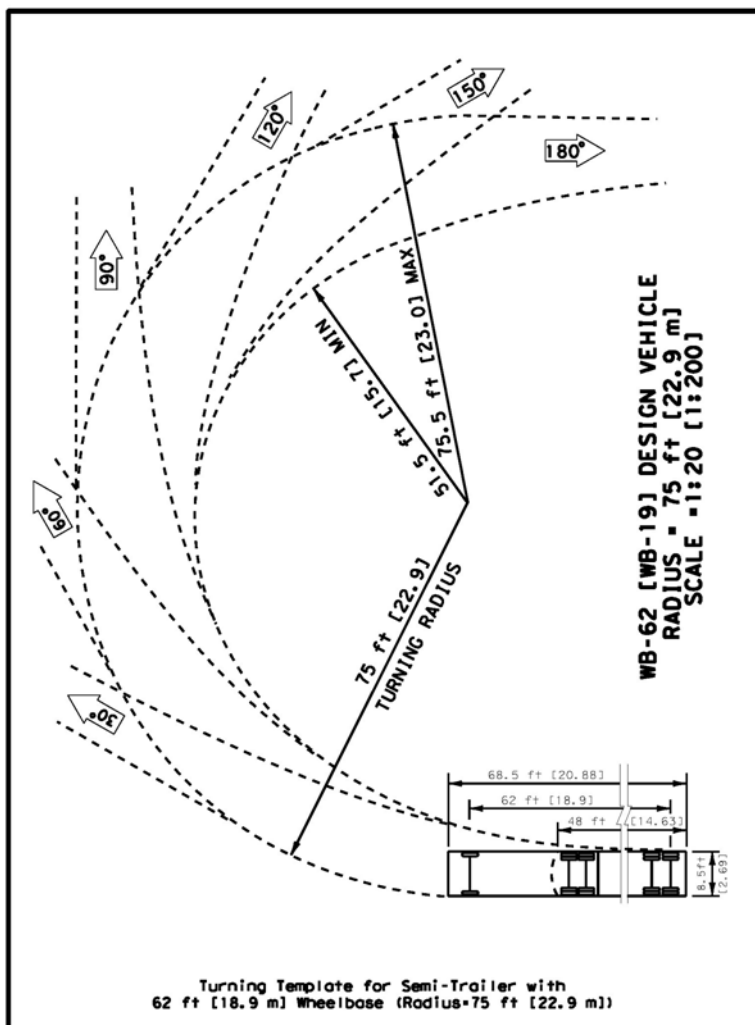 150°
120°
180°
90°
75.5 ft [23.0] MAX
51.5 ft [15.7] MIN
WB-62 [WB-19] DESIGN VEHICLE
RADIUS = 75 ft [22.9 m]
SCALE =1:20 [1:200]
60°
75 ft [22.9]
TURNING RADIUS
30°
68.5 ft [20.88]
62 ft [18.9]
48 ft [14.63]
8.5ft
[2.69]
Turning Template for Semi-Trailer with
62 ft [18.9 m] Wheelbase (Radius=75 ft [22.9 m])